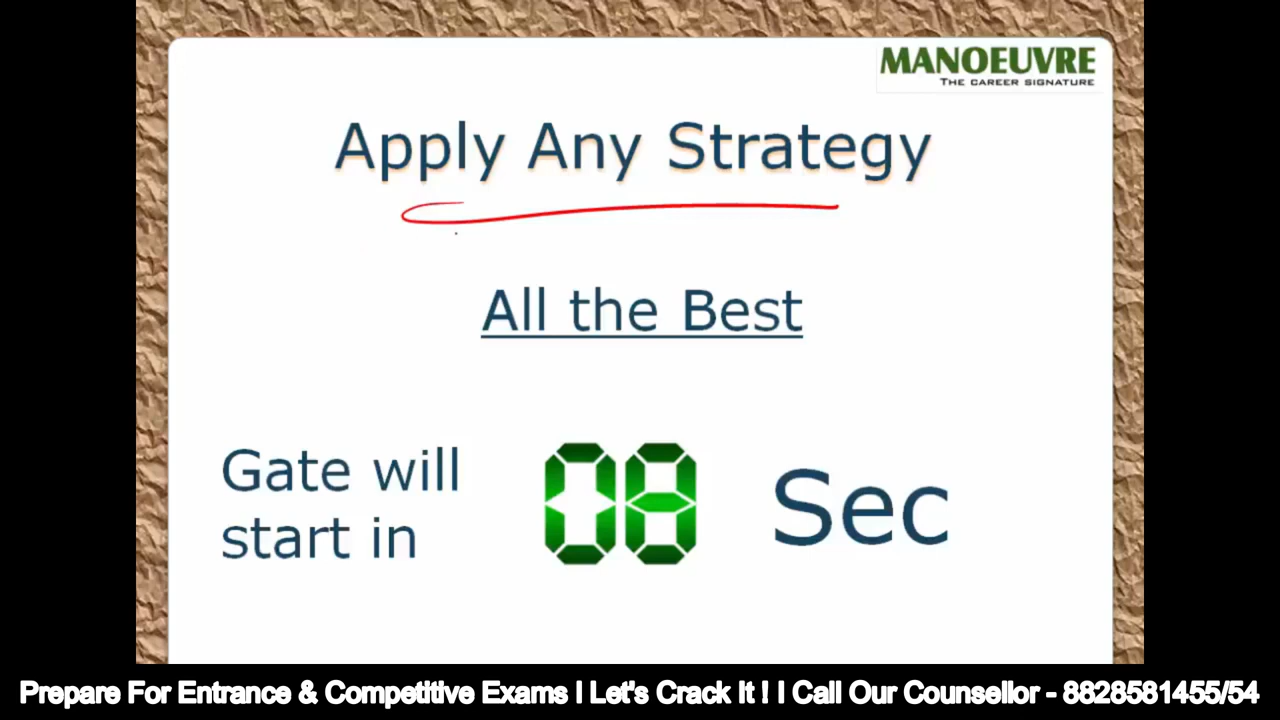 MANOEUVRE
THE CAREER SIGNATURE
Apply Any Strategy
All the Best
Gate will
start in
08
Sec
Prepare For Entrance & Competitive Exams I Let's Crack It ! I Call Our Counsellor - 8828581455/54